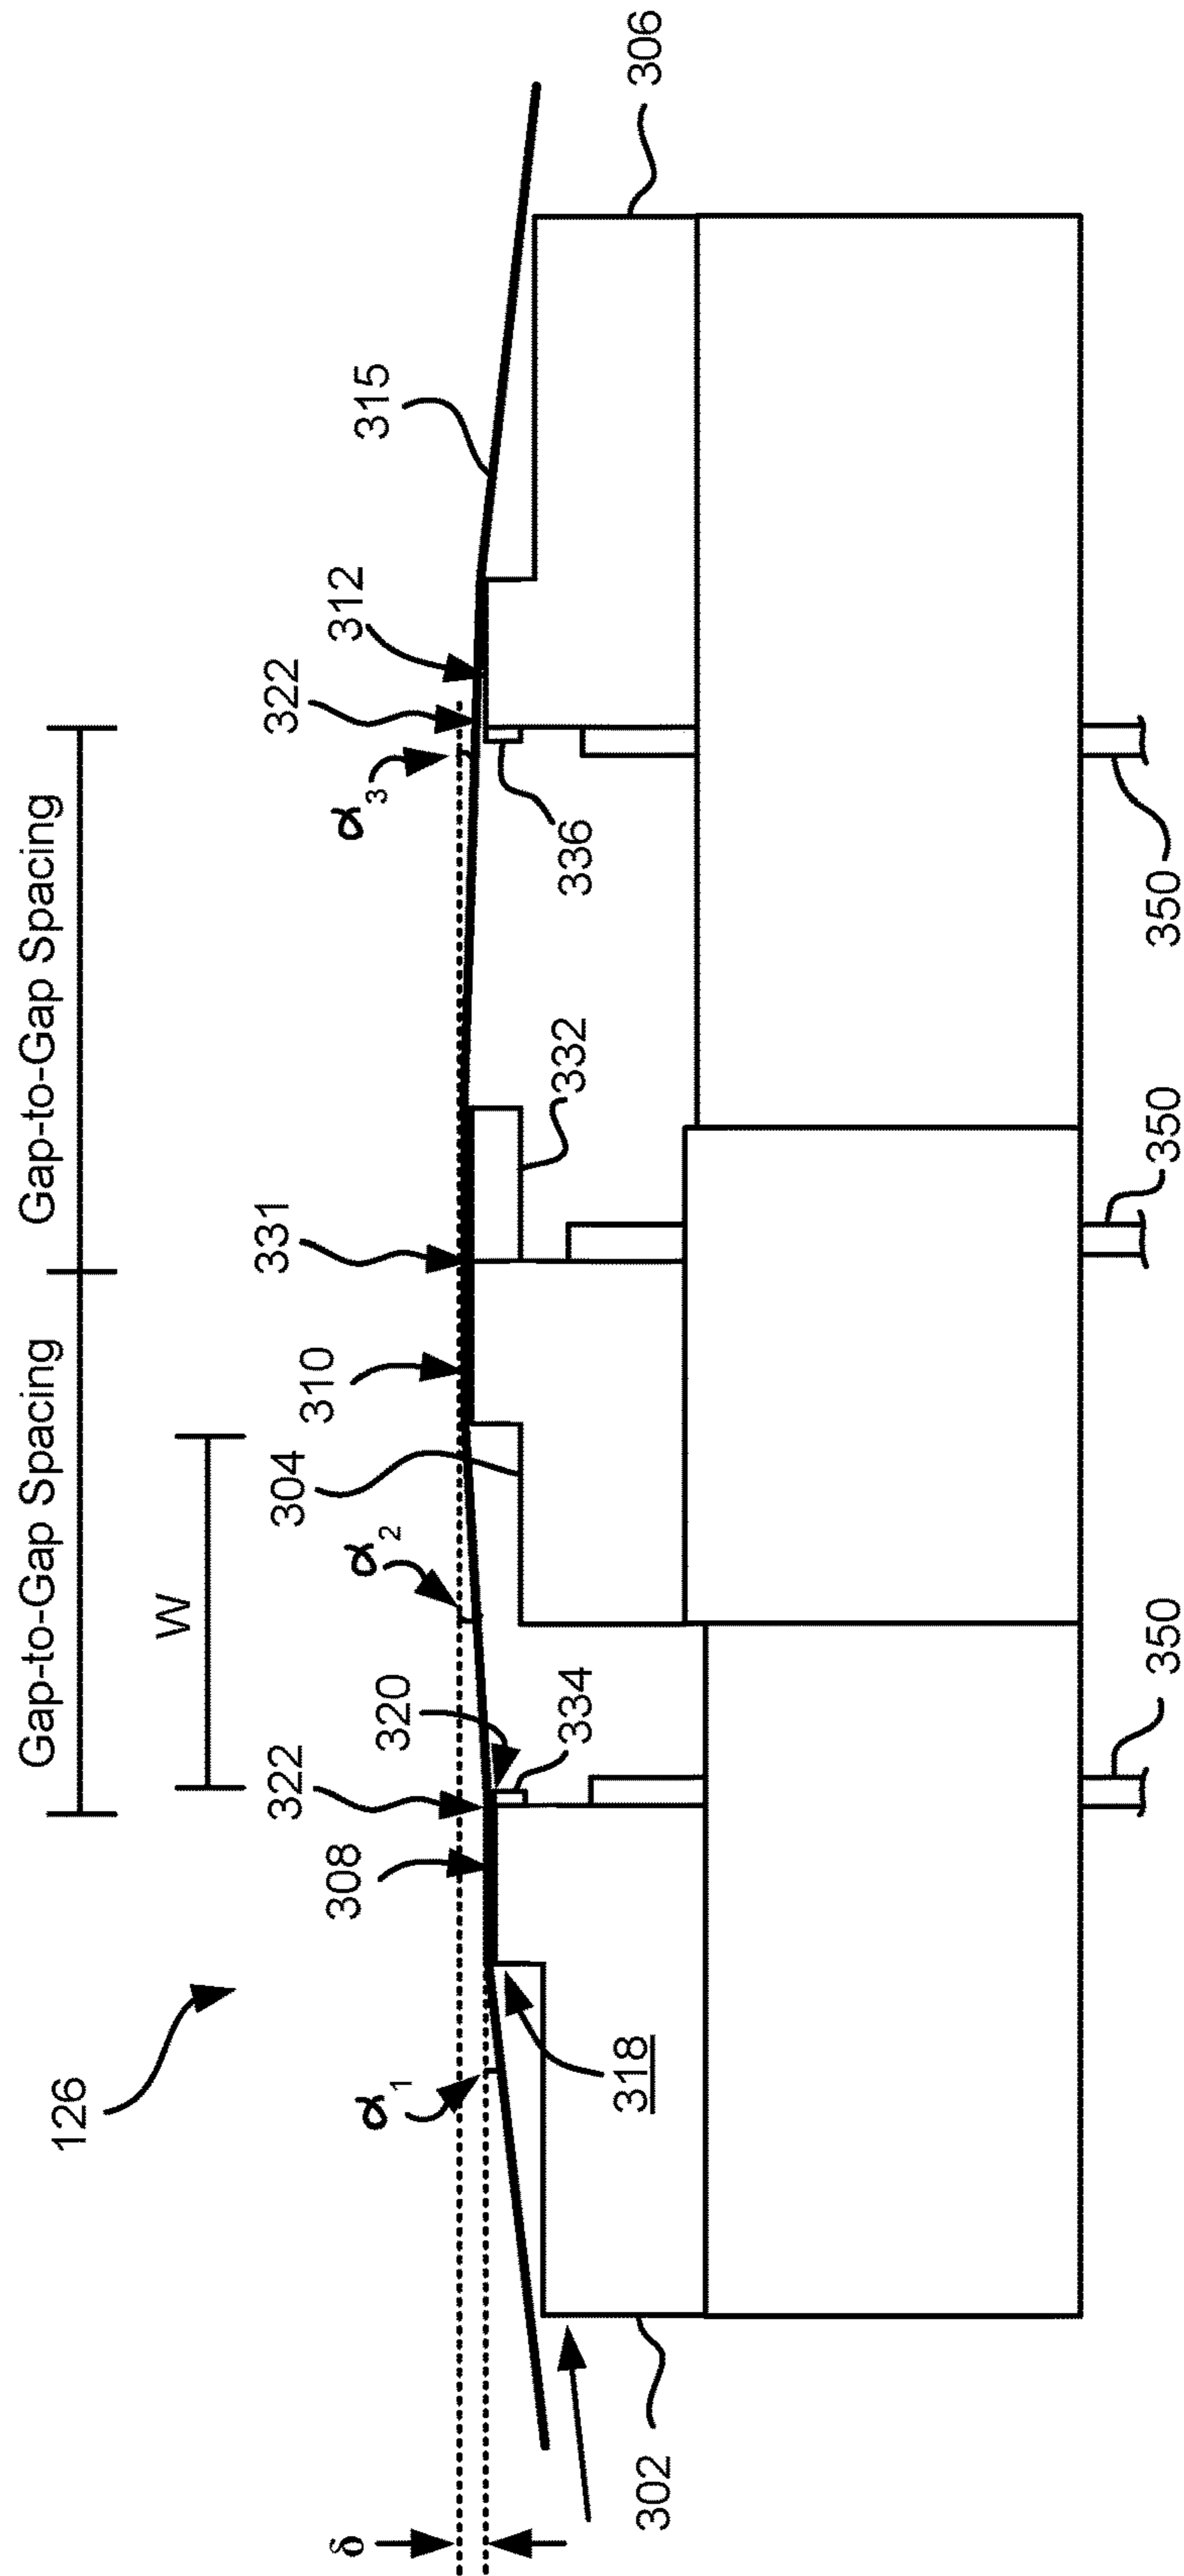 Gap-to-Gap Spacing
Gap-to-Gap Spacing
W
126
δ
α1
308
322
320
α2
304
310
331
322
α3
312
315
334
332
336
318
302
306
350
350
350